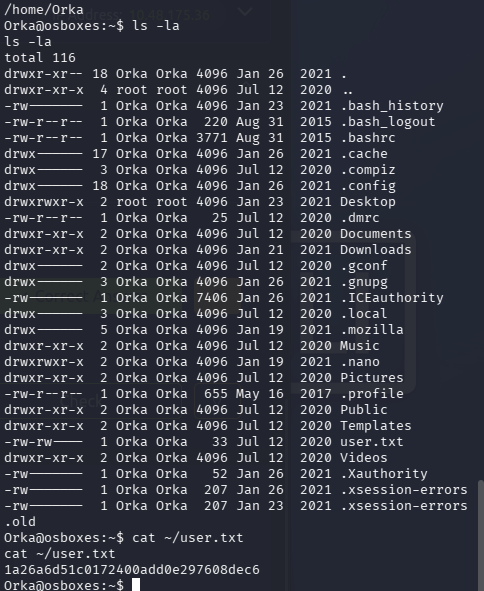 /home/Orka
Orka@osboxes:~$ ls -la
ls -la
total 116
drwxr-xr-- 18 Orka Orka 4096 Jan 26  2021 .
drwxr-xr-x  4 root root 4096 Jul 12  2020 ..
-rw-------  1 Orka Orka 4096 Jan 23  2021 .bash_history
-rw-r--r--  1 Orka Orka  220 Aug 31  2015 .bash_logout
-rw-r--r--  1 Orka Orka 3771 Aug 31  2015 .bashrc
drwx------ 17 Orka Orka 4096 Jan 26  2021 .cache
drwx------  3 Orka Orka 4096 Jul 12  2020 .compiz
drwx------ 18 Orka Orka 4096 Jan 26  2021 .config
drwxrwxr-x  2 root root 4096 Jan 23  2021 Desktop
-rw-r--r--  1 Orka Orka   25 Jul 12  2020 .dmrc
drwxr-xr-x  2 Orka Orka 4096 Jul 12  2020 Documents
drwxr-xr-x  2 Orka Orka 4096 Jan 21  2021 Downloads
drwx------  2 Orka Orka 4096 Jul 12  2020 .gconf
drwx------  3 Orka Orka 4096 Jan 26  2021 .gnupg
-rw-------  1 Orka Orka 7406 Jan 26  2021 .ICEauthority
drwx------  3 Orka Orka 4096 Jul 12  2020 .local
drwx------  5 Orka Orka 4096 Jan 19  2021 .mozilla
drwxr-xr-x  2 Orka Orka 4096 Jul 12  2020 Music
drwxrwxr-x  2 Orka Orka 4096 Jan 19  2021 .nano
drwxr-xr-x  2 Orka Orka 4096 Jul 12  2020 Pictures
-rw-r--r--  1 Orka Orka  655 May 16  2017 .profile
drwxr-xr-x  2 Orka Orka 4096 Jul 12  2020 Public
drwxr-xr-x  2 Orka Orka 4096 Jul 12  2020 Templates
-rw-rw----  1 Orka Orka   33 Jul 12  2020 user.txt
drwxr-xr-x  2 Orka Orka 4096 Jul 12  2020 Videos
-rw-------  1 Orka Orka   52 Jan 26  2021 .Xauthority
-rw-------  1 Orka Orka  207 Jan 26  2021 .xsession-errors
-rw-------  1 Orka Orka  207 Jan 23  2021 .xsession-errors
.old
Orka@osboxes:~$ cat ~/user.txt
cat ~/user.txt
1a26a6d51c0172400add0e297608dec6
Orka@osboxes:~$